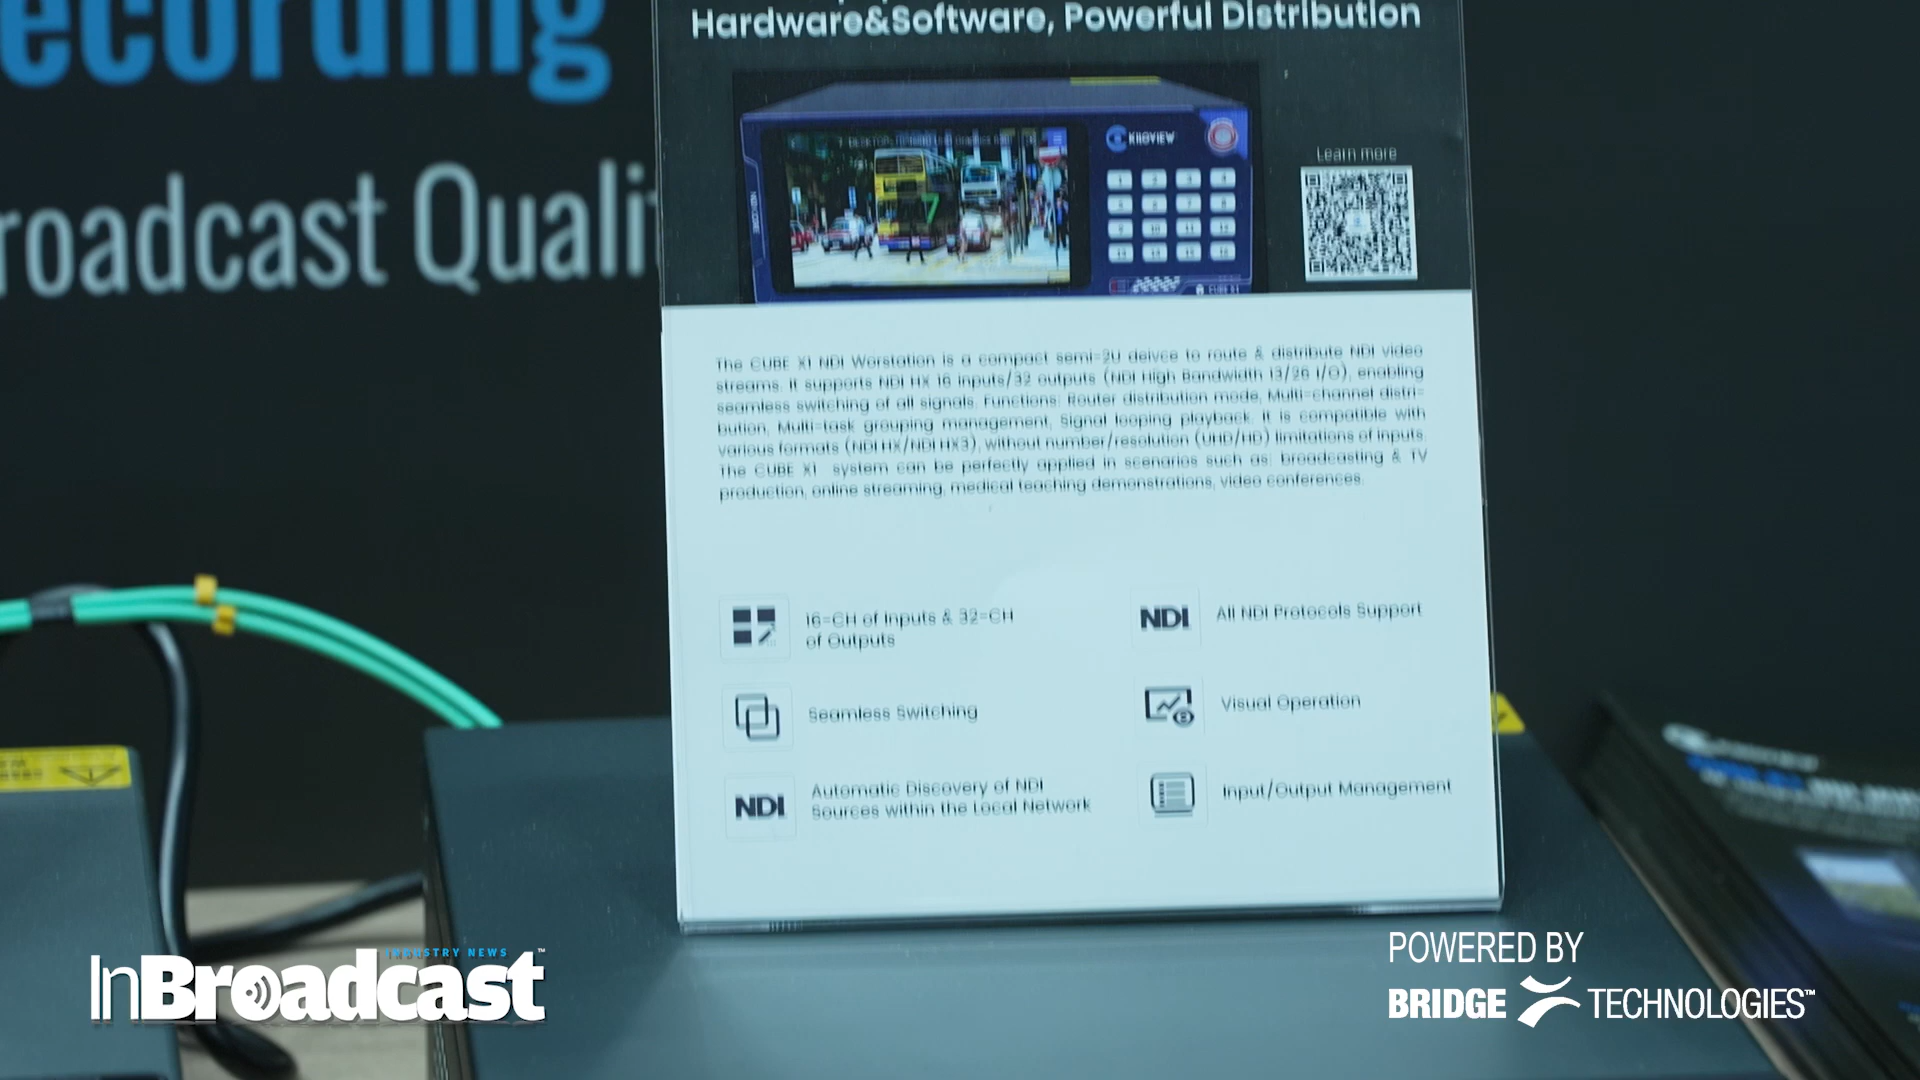 ecording
roadcast Qualit
Hardware&Software, Powerful Distribution
KILOVIEW
Learn more
CUBE X1
The CUBE X1 NDI Worstation is a compact semi-2U deivce to route & distribute NDI video
streams. It supports NDI HX 16 inputs/32 outputs (NDI High Bandwidth 13/26 I/O), enabling
seamless switching of all signals. Functions: Router distribution mode, Multi-channel distri-
bution, Multi-task grouping management, Signal looping playback. It is compatible with
various formats (NDI HX/NDI HX3), without number/resolution (UHD/HD) limitations of inputs.
The CUBE X1 system can be perfectly applied in scenarios such as: broadcasting & TV
production, online streaming, medical teaching demonstrations, video conferences.
16-CH of Inputs & 32-CH
of Outputs
NDI
All NDI Protocols Support
Seamless Switching
Visual Operation
NDI
Automatic Discovery of NDI
Sources within the Local Network
Input/Output Management
INDUSTRY NEWS
InBroadcast™
POWERED BY
BRIDGE TECHNOLOGIES™